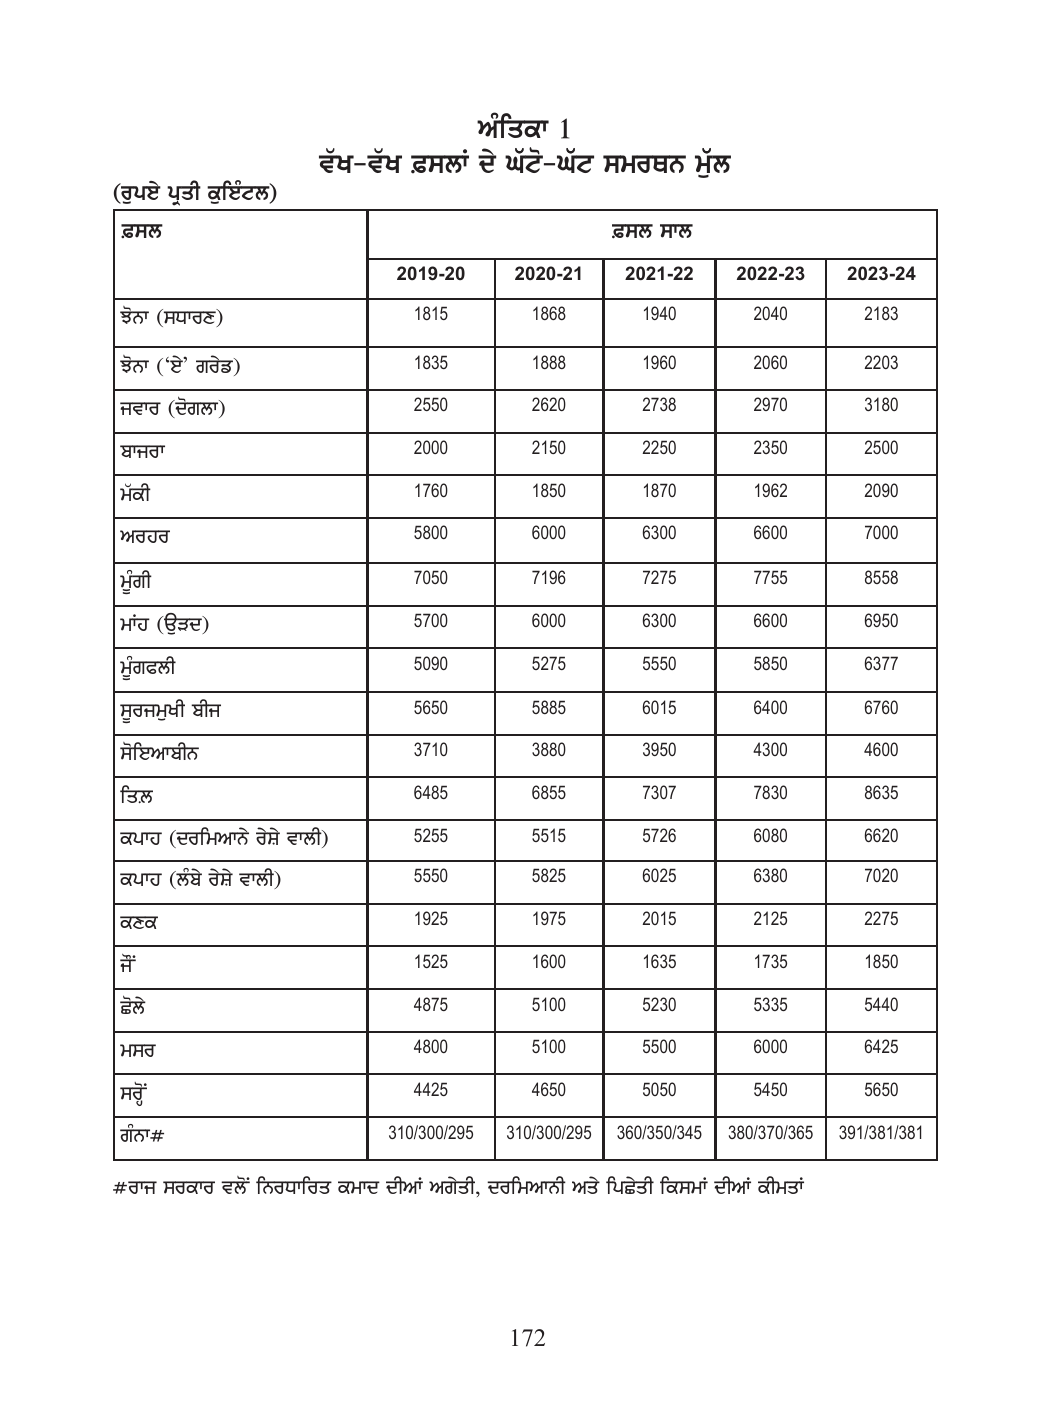 ਅੰਤਿਕਾ 1
ਵੱਖ-ਵੱਖ ਫ਼ਸਲਾਂ ਦੇ ਘੱਟੋ-ਘੱਟ ਸਮਰਥਨ ਮੁੱਲ
(ਰੁਪਏ ਪ੍ਰਤੀ ਕੁਇੰਟਲ)
ਫ਼ਸਲ ਫ਼ਸਲ ਸਾਲ
2019-20 2020-21 2021-22 2022-23 2023-24
ਝੋਨਾ (ਸਧਾਰਣ) 1815 1868 1940 2040 2183
ਝੋਨਾ (‘ਏ’ ਗਰੇਡ) 1835 1888 1960 2060 2203
ਜਵਾਰ (ਦੋਗਲਾ) 2550 2620 2738 2970 3180
ਬਾਜਰਾ 2000 2150 2250 2350 2500
ਮੱਕੀ 1760 1850 1870 1962 2090
ਅਰਹਰ 5800 6000 6300 6600 7000
ਮੂੰਗੀ 7050 7196 7275 7755 8558
ਮਾਂਹ (ਉੜਦ) 5700 6000 6300 6600 6950
ਮੂੰਗਫਲੀ 5090 5275 5550 5850 6377
ਸੂਰਜਮੁਖੀ ਬੀਜ 5650 5885 6015 6400 6760
ਸੋਇਆਬੀਨ 3710 3880 3950 4300 4600
ਤਿਲ਼ 6485 6855 7307 7830 8635
ਕਪਾਹ (ਦਰਮਿਆਨੇ ਰੇਸ਼ੇ ਵਾਲੀ) 5255 5515 5726 6080 6620
ਕਪਾਹ (ਲੰਬੇ ਰੇਸ਼ੇ ਵਾਲੀ) 5550 5825 6025 6380 7020
ਕਣਕ 1925 1975 2015 2125 2275
ਜੌਂ 1525 1600 1635 1735 1850
ਛੋਲੇ 4875 5100 5230 5335 5440
ਮਸਰ 4800 5100 5500 6000 6425
ਸਰ੍ਹੋਂ 4425 4650 5050 5450 5650
ਗੰਨਾ# 310/300/295 310/300/295 360/350/345 380/370/365 391/381/381
#ਰਾਜ ਸਰਕਾਰ ਵਲੋਂ ਨਿਰਧਾਰਿਤ ਕਮਾਦ ਦੀਆਂ ਅਗੇਤੀ, ਦਰਮਿਆਨੀ ਅਤੇ ਪਿਛੇਤੀ ਕਿਸਮਾਂ ਦੀਆਂ ਕੀਮਤਾਂ
172